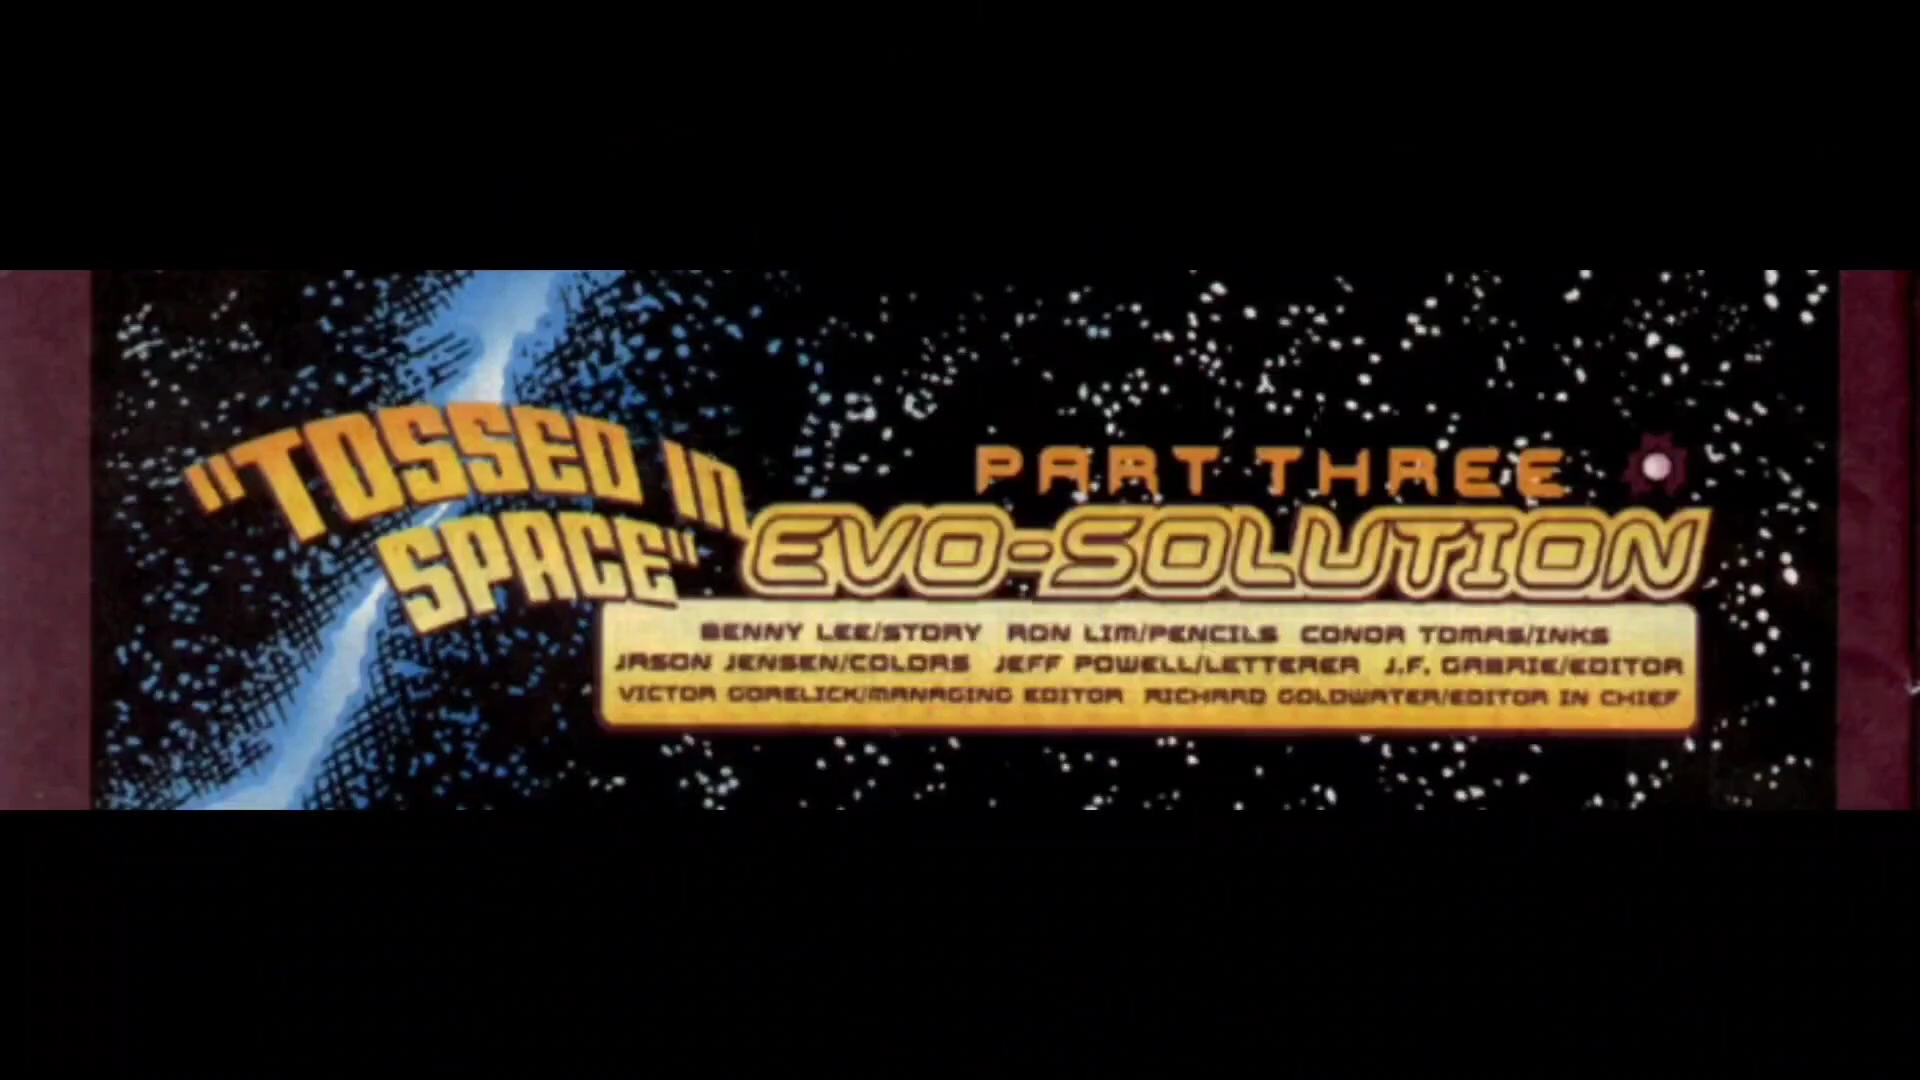 "TOSSED IN
SPACE"
PART THREE
EVO-SOLUTION
BENNY LEE/STORY RON LIM/PENCILS CONOR TOMAS/INKS
JASON JENSEN/COLORS JEFF POWELL/LETTERER J.F. GABRIE/EDITOR
VICTOR GORELICK/MANAGING EDITOR RICHARD GOLDWATER/EDITOR IN CHIEF